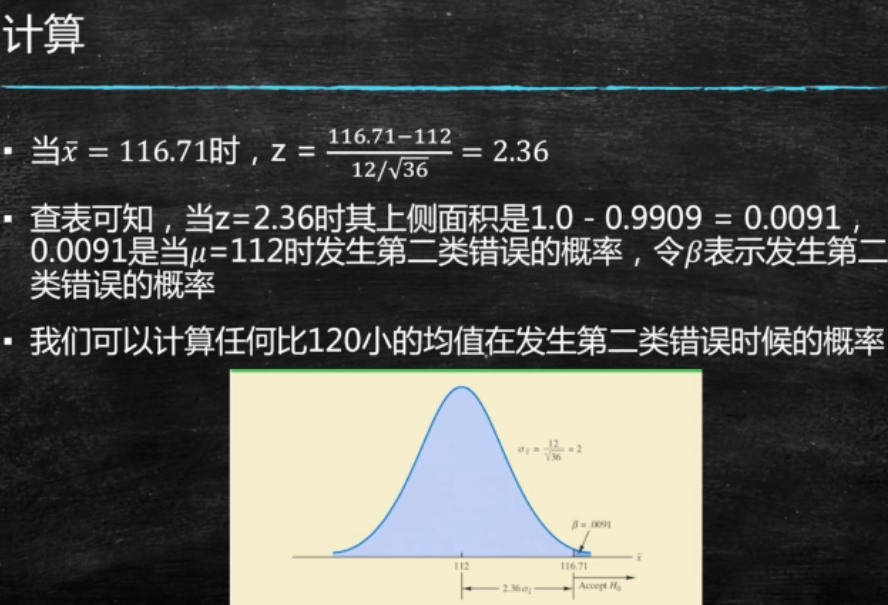 计算
▪ 当x̄ = 116.71时，z = (116.71−112)/(12/√36) = 2.36
▪ 查表可知，当z=2.36时其上侧面积是1.0 - 0.9909 = 0.0091，
0.0091是当μ=112时发生第二类错误的概率，令β表示发生第二
类错误的概率
▪ 我们可以计算任何比120小的均值在发生第二类错误时候的概率
σx̄ = 12/√36 = 2
β = .0091
x̄
112
116.71
2.36 σx̄
Accept H₀